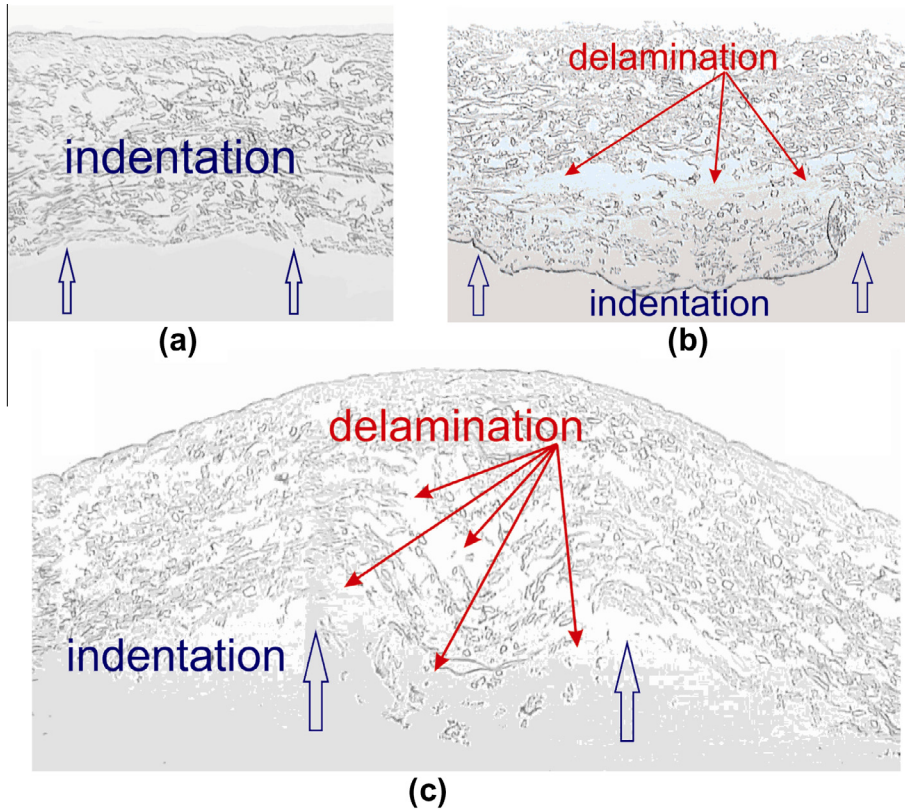 indentation
(a)
delamination
indentation
(b)
delamination
indentation
(c)